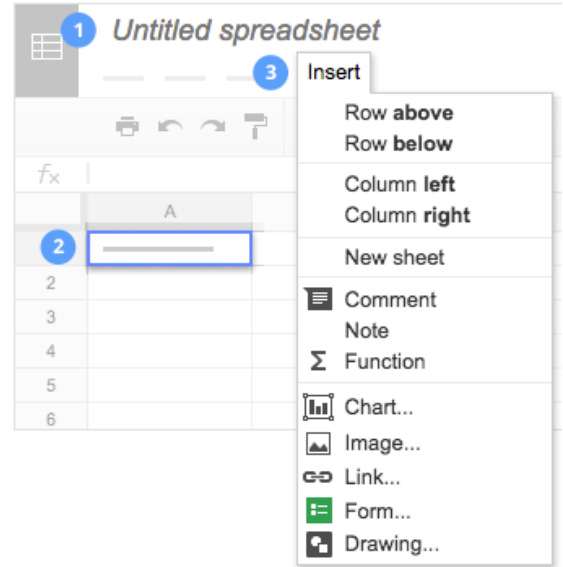 1 Untitled spreadsheet
3 Insert
fx
A
2
2
3
4
5
6
Row above
Row below
Column left
Column right
New sheet
Comment
Note
Σ Function
Chart...
Image...
Link...
Form...
Drawing...